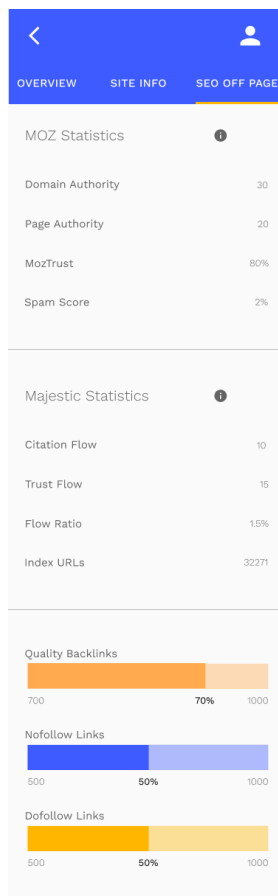 OVERVIEW SITE INFO SEO OFF PAGE
MOZ Statistics
Domain Authority 30
Page Authority 20
MozTrust 80%
Spam Score 2%
Majestic Statistics
Citation Flow 10
Trust Flow 15
Flow Ratio 1.5%
Index URLs 32271
Quality Backlinks
700 70% 1000
Nofollow Links
500 50% 1000
Dofollow Links
500 50% 1000